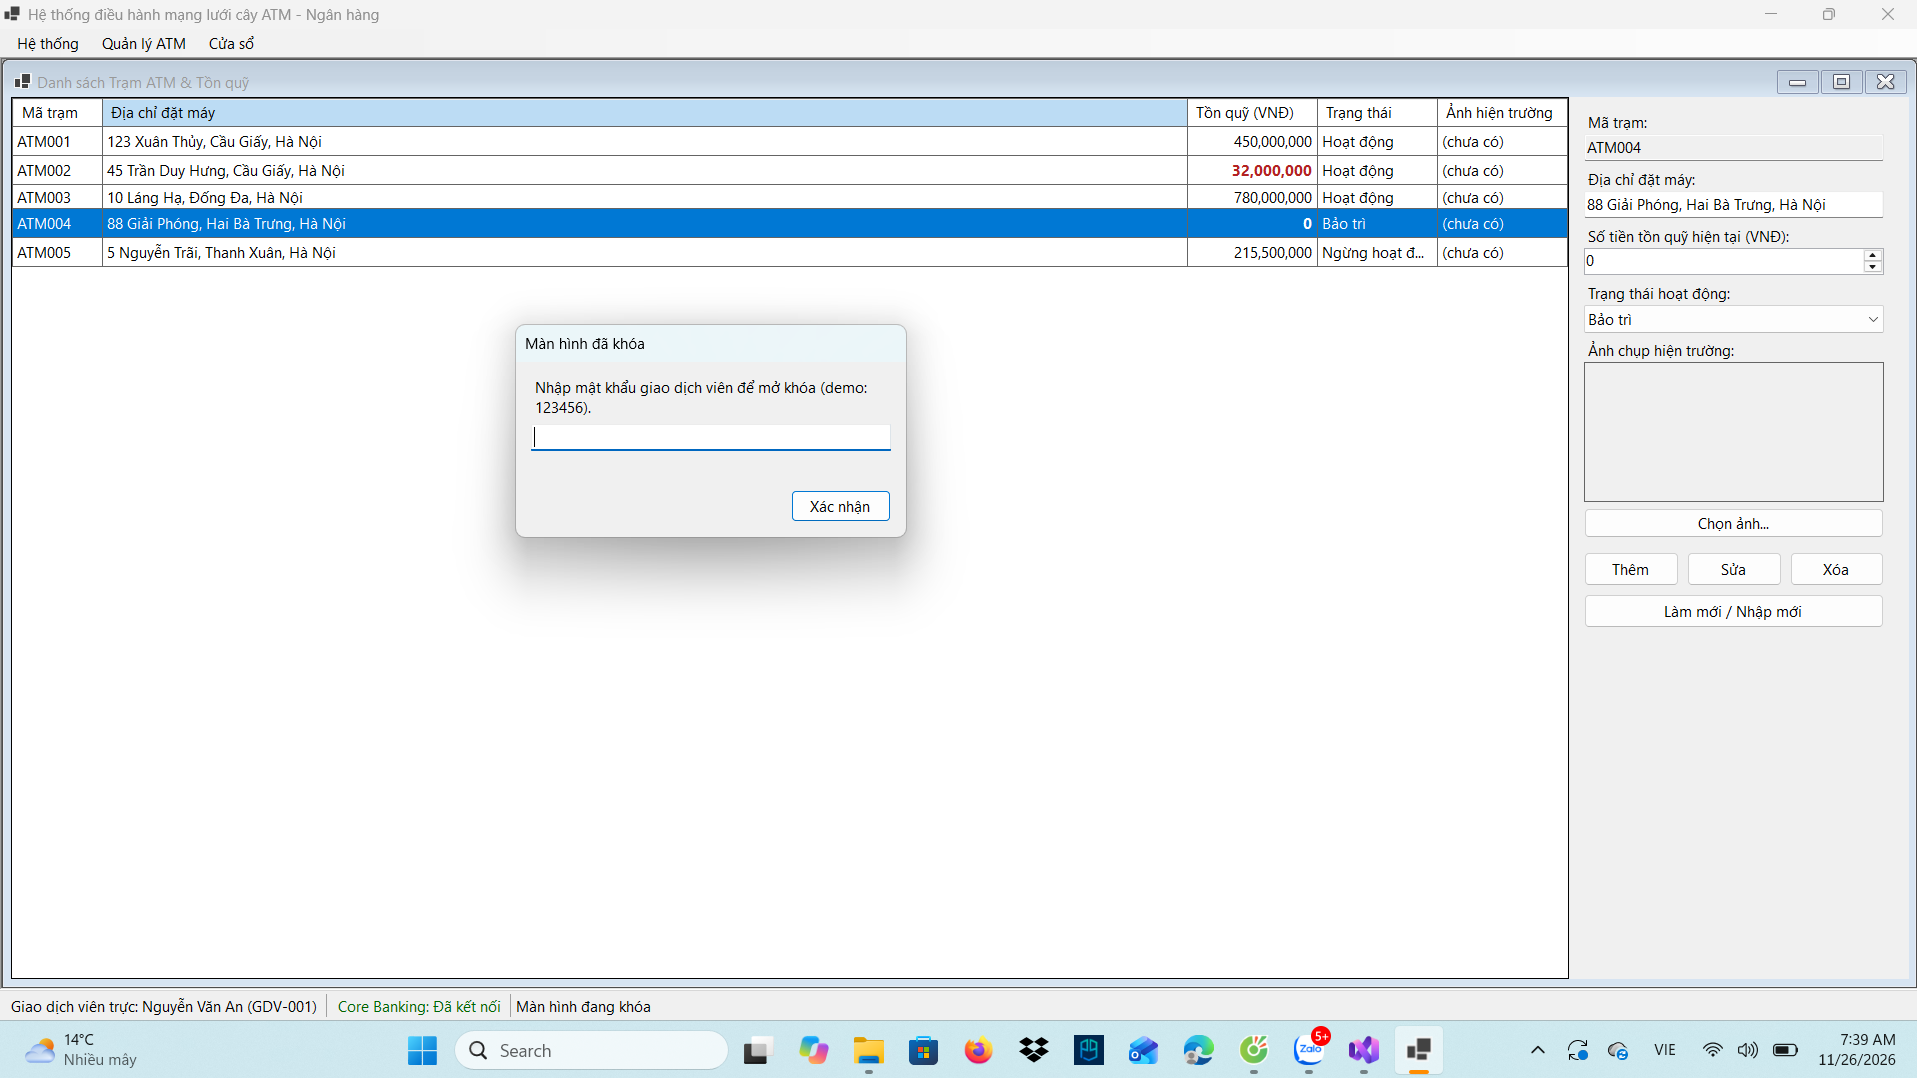 Hệ thống điều hành mạng lưới cây ATM - Ngân hàng
Hệ thống Quản lý ATM Cửa sổ
Danh sách Trạm ATM & Tồn quỹ
Mã trạm Địa chỉ đặt máy Tồn quỹ (VNĐ) Trạng thái Ảnh hiện trường
ATM001 123 Xuân Thủy, Cầu Giấy, Hà Nội 450,000,000 Hoạt động (chưa có)
ATM002 45 Trần Duy Hưng, Cầu Giấy, Hà Nội 32,000,000 Hoạt động (chưa có)
ATM003 10 Láng Hạ, Đống Đa, Hà Nội 780,000,000 Hoạt động (chưa có)
ATM004 88 Giải Phóng, Hai Bà Trưng, Hà Nội 0 Bảo trì (chưa có)
ATM005 5 Nguyễn Trãi, Thanh Xuân, Hà Nội 215,500,000 Ngừng hoạt đ... (chưa có)
Màn hình đã khóa
Nhập mật khẩu giao dịch viên để mở khóa (demo:
123456).
Xác nhận
Mã trạm:
ATM004
Địa chỉ đặt máy:
88 Giải Phóng, Hai Bà Trưng, Hà Nội
Số tiền tồn quỹ hiện tại (VNĐ):
0
Trạng thái hoạt động:
Bảo trì
Ảnh chụp hiện trường:
Chọn ảnh...
Thêm Sửa Xóa
Làm mới / Nhập mới
Giao dịch viên trực: Nguyễn Văn An (GDV-001) Core Banking: Đã kết nối Màn hình đang khóa
14°C
Nhiều mây
Search
Zalo
5+
VIE
7:39 AM
11/26/2026